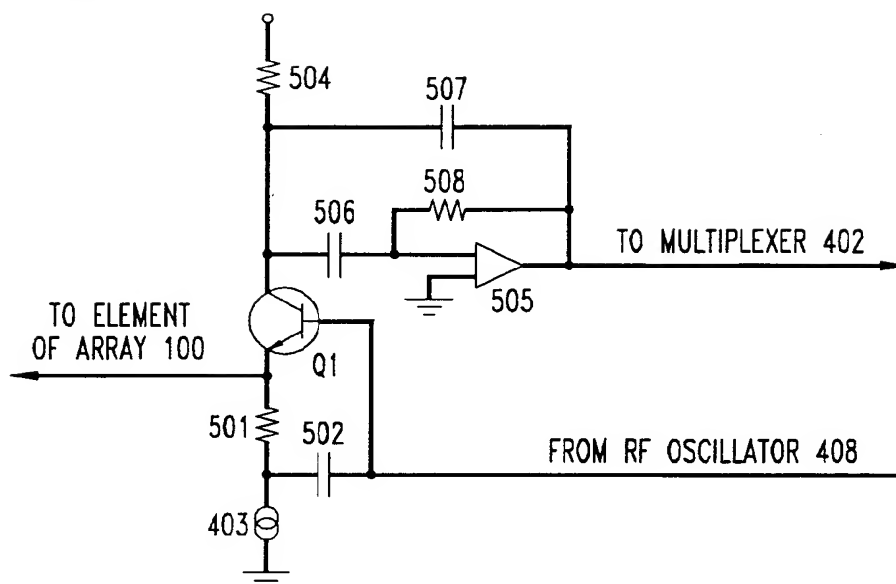 504
507
508
506
TO MULTIPLEXER 402
505
TO ELEMENT
OF ARRAY 100
Q1
501
502
FROM RF OSCILLATOR 408
403